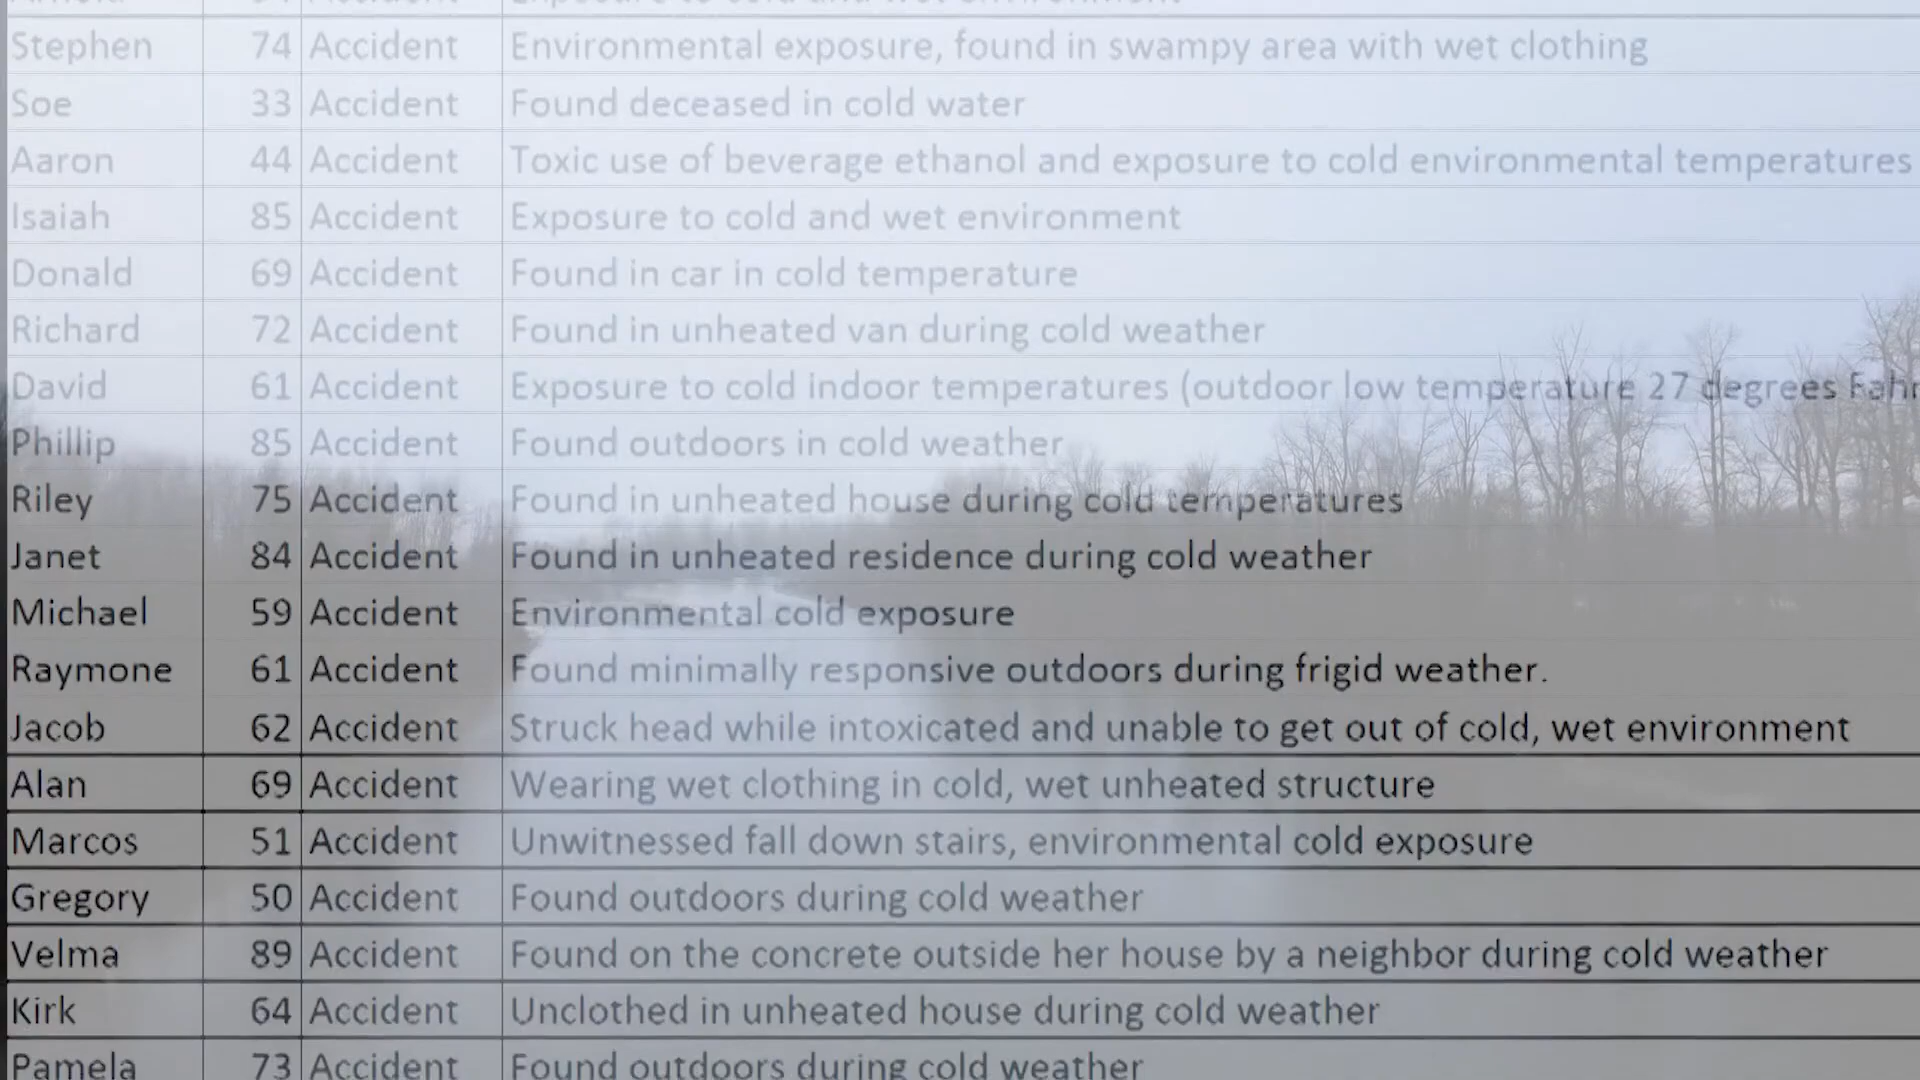 Stephen 74 Accident Environmental exposure, found in swampy area with wet clothing
Soe 33 Accident Found deceased in cold water
Aaron 44 Accident Toxic use of beverage ethanol and exposure to cold environmental temperatures
Isaiah 85 Accident Exposure to cold and wet environment
Donald 69 Accident Found in car in cold temperature
Richard 72 Accident Found in unheated van during cold weather
David 61 Accident Exposure to cold indoor temperatures (outdoor low temperature 27 degrees Fahr
Phillip 85 Accident Found outdoors in cold weather
Riley 75 Accident Found in unheated house during cold temperatures
Janet 84 Accident Found in unheated residence during cold weather
Michael 59 Accident Environmental cold exposure
Raymone 61 Accident Found minimally responsive outdoors during frigid weather.
Jacob 62 Accident Struck head while intoxicated and unable to get out of cold, wet environment
Alan 69 Accident Wearing wet clothing in cold, wet unheated structure
Marcos 51 Accident Unwitnessed fall down stairs, environmental cold exposure
Gregory 50 Accident Found outdoors during cold weather
Velma 89 Accident Found on the concrete outside her house by a neighbor during cold weather
Kirk 64 Accident Unclothed in unheated house during cold weather
Pamela 73 Accident Found outdoors during cold weather